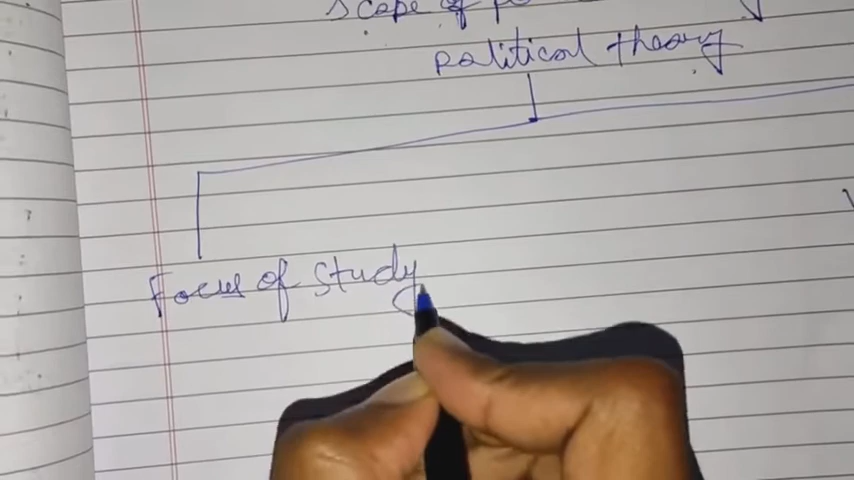 scope of
political theory
Focus of study